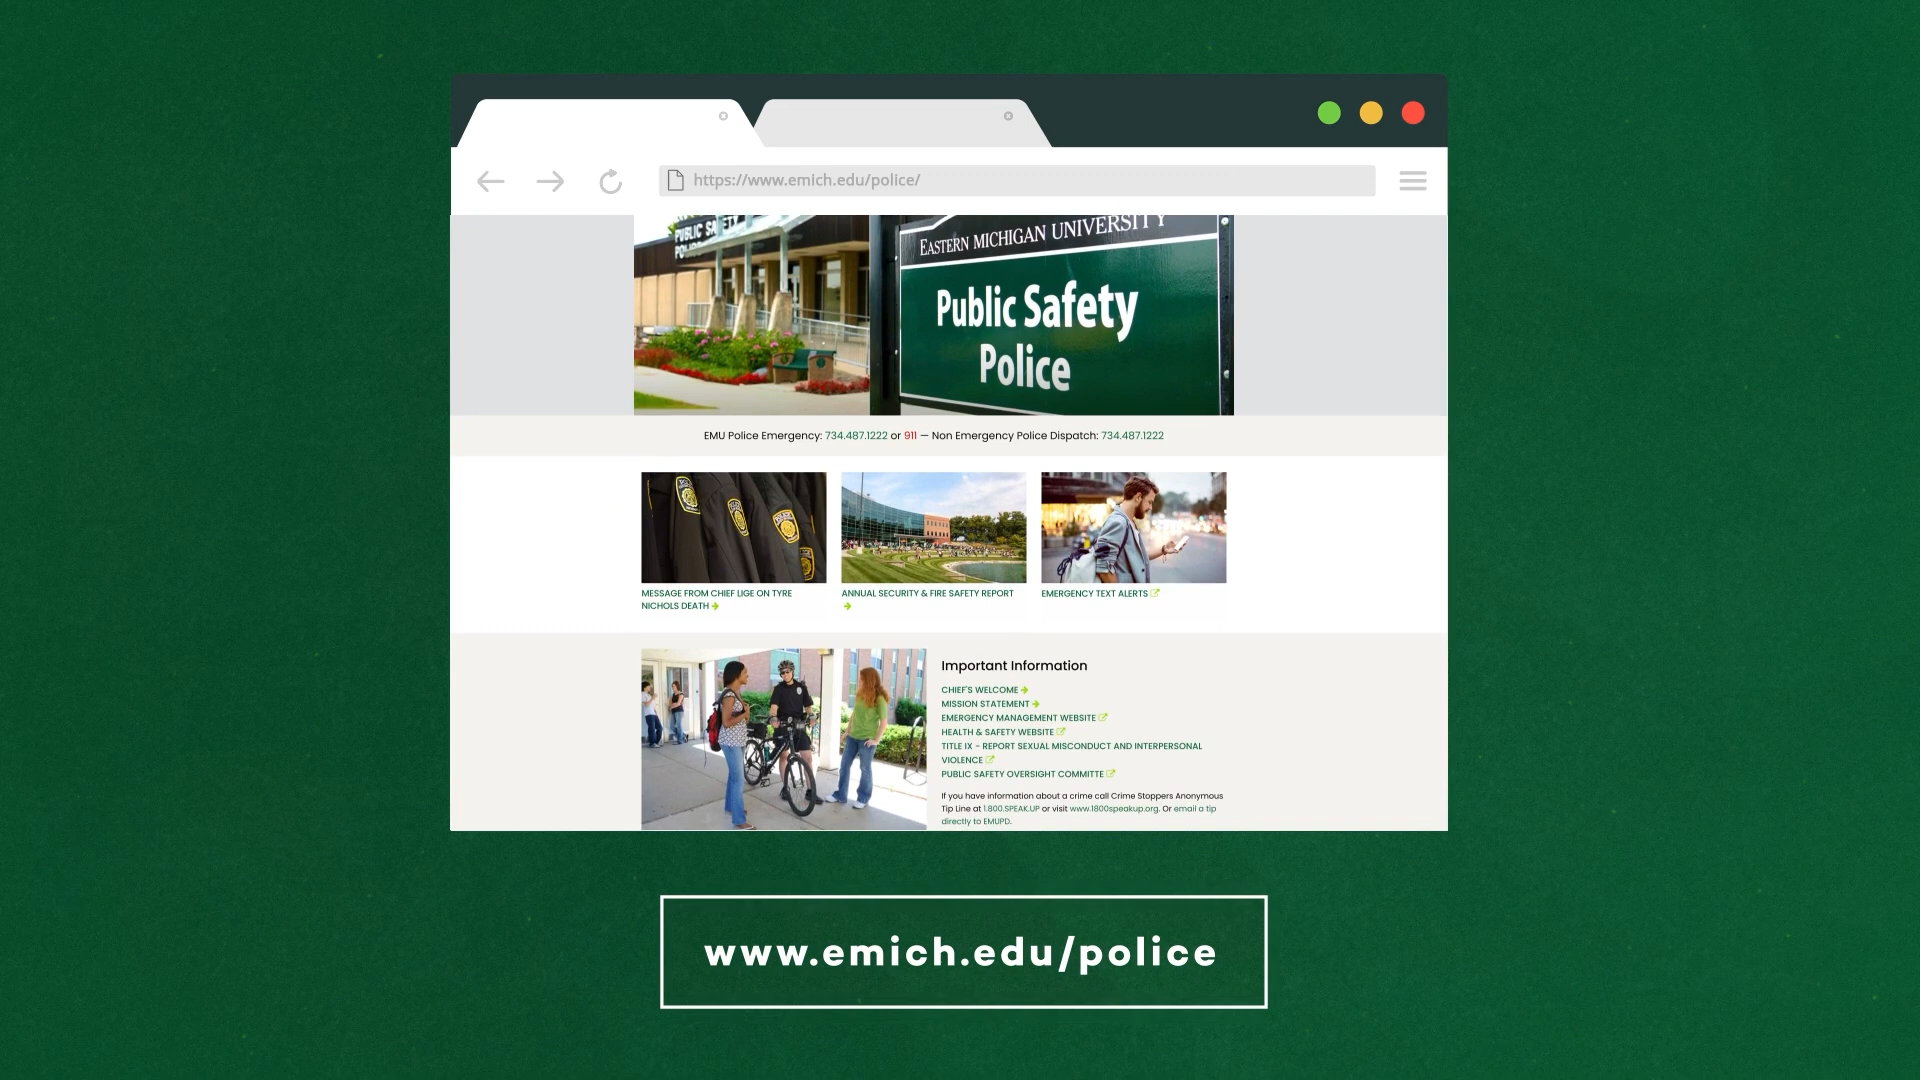 https://www.emich.edu/police/
PUBLIC SAFETY
EASTERN MICHIGAN UNIVERSITY
Public Safety
Police
EMU Police Emergency: 734.487.1222 or 911 — Non Emergency Police Dispatch: 734.487.1222
MESSAGE FROM CHIEF LIGE ON TYRE
NICHOLS DEATH
ANNUAL SECURITY & FIRE SAFETY REPORT
EMERGENCY TEXT ALERTS
Important Information
CHIEF'S WELCOME
MISSION STATEMENT
EMERGENCY MANAGEMENT WEBSITE
HEALTH & SAFETY WEBSITE
TITLE IX - REPORT SEXUAL MISCONDUCT AND INTERPERSONAL
VIOLENCE
PUBLIC SAFETY OVERSIGHT COMMITTE
If you have information about a crime call Crime Stoppers Anonymous
Tip Line at 1.800.SPEAK.UP or visit www.1800speakup.org. Or email a tip
directly to EMUPD.
www.emich.edu/police